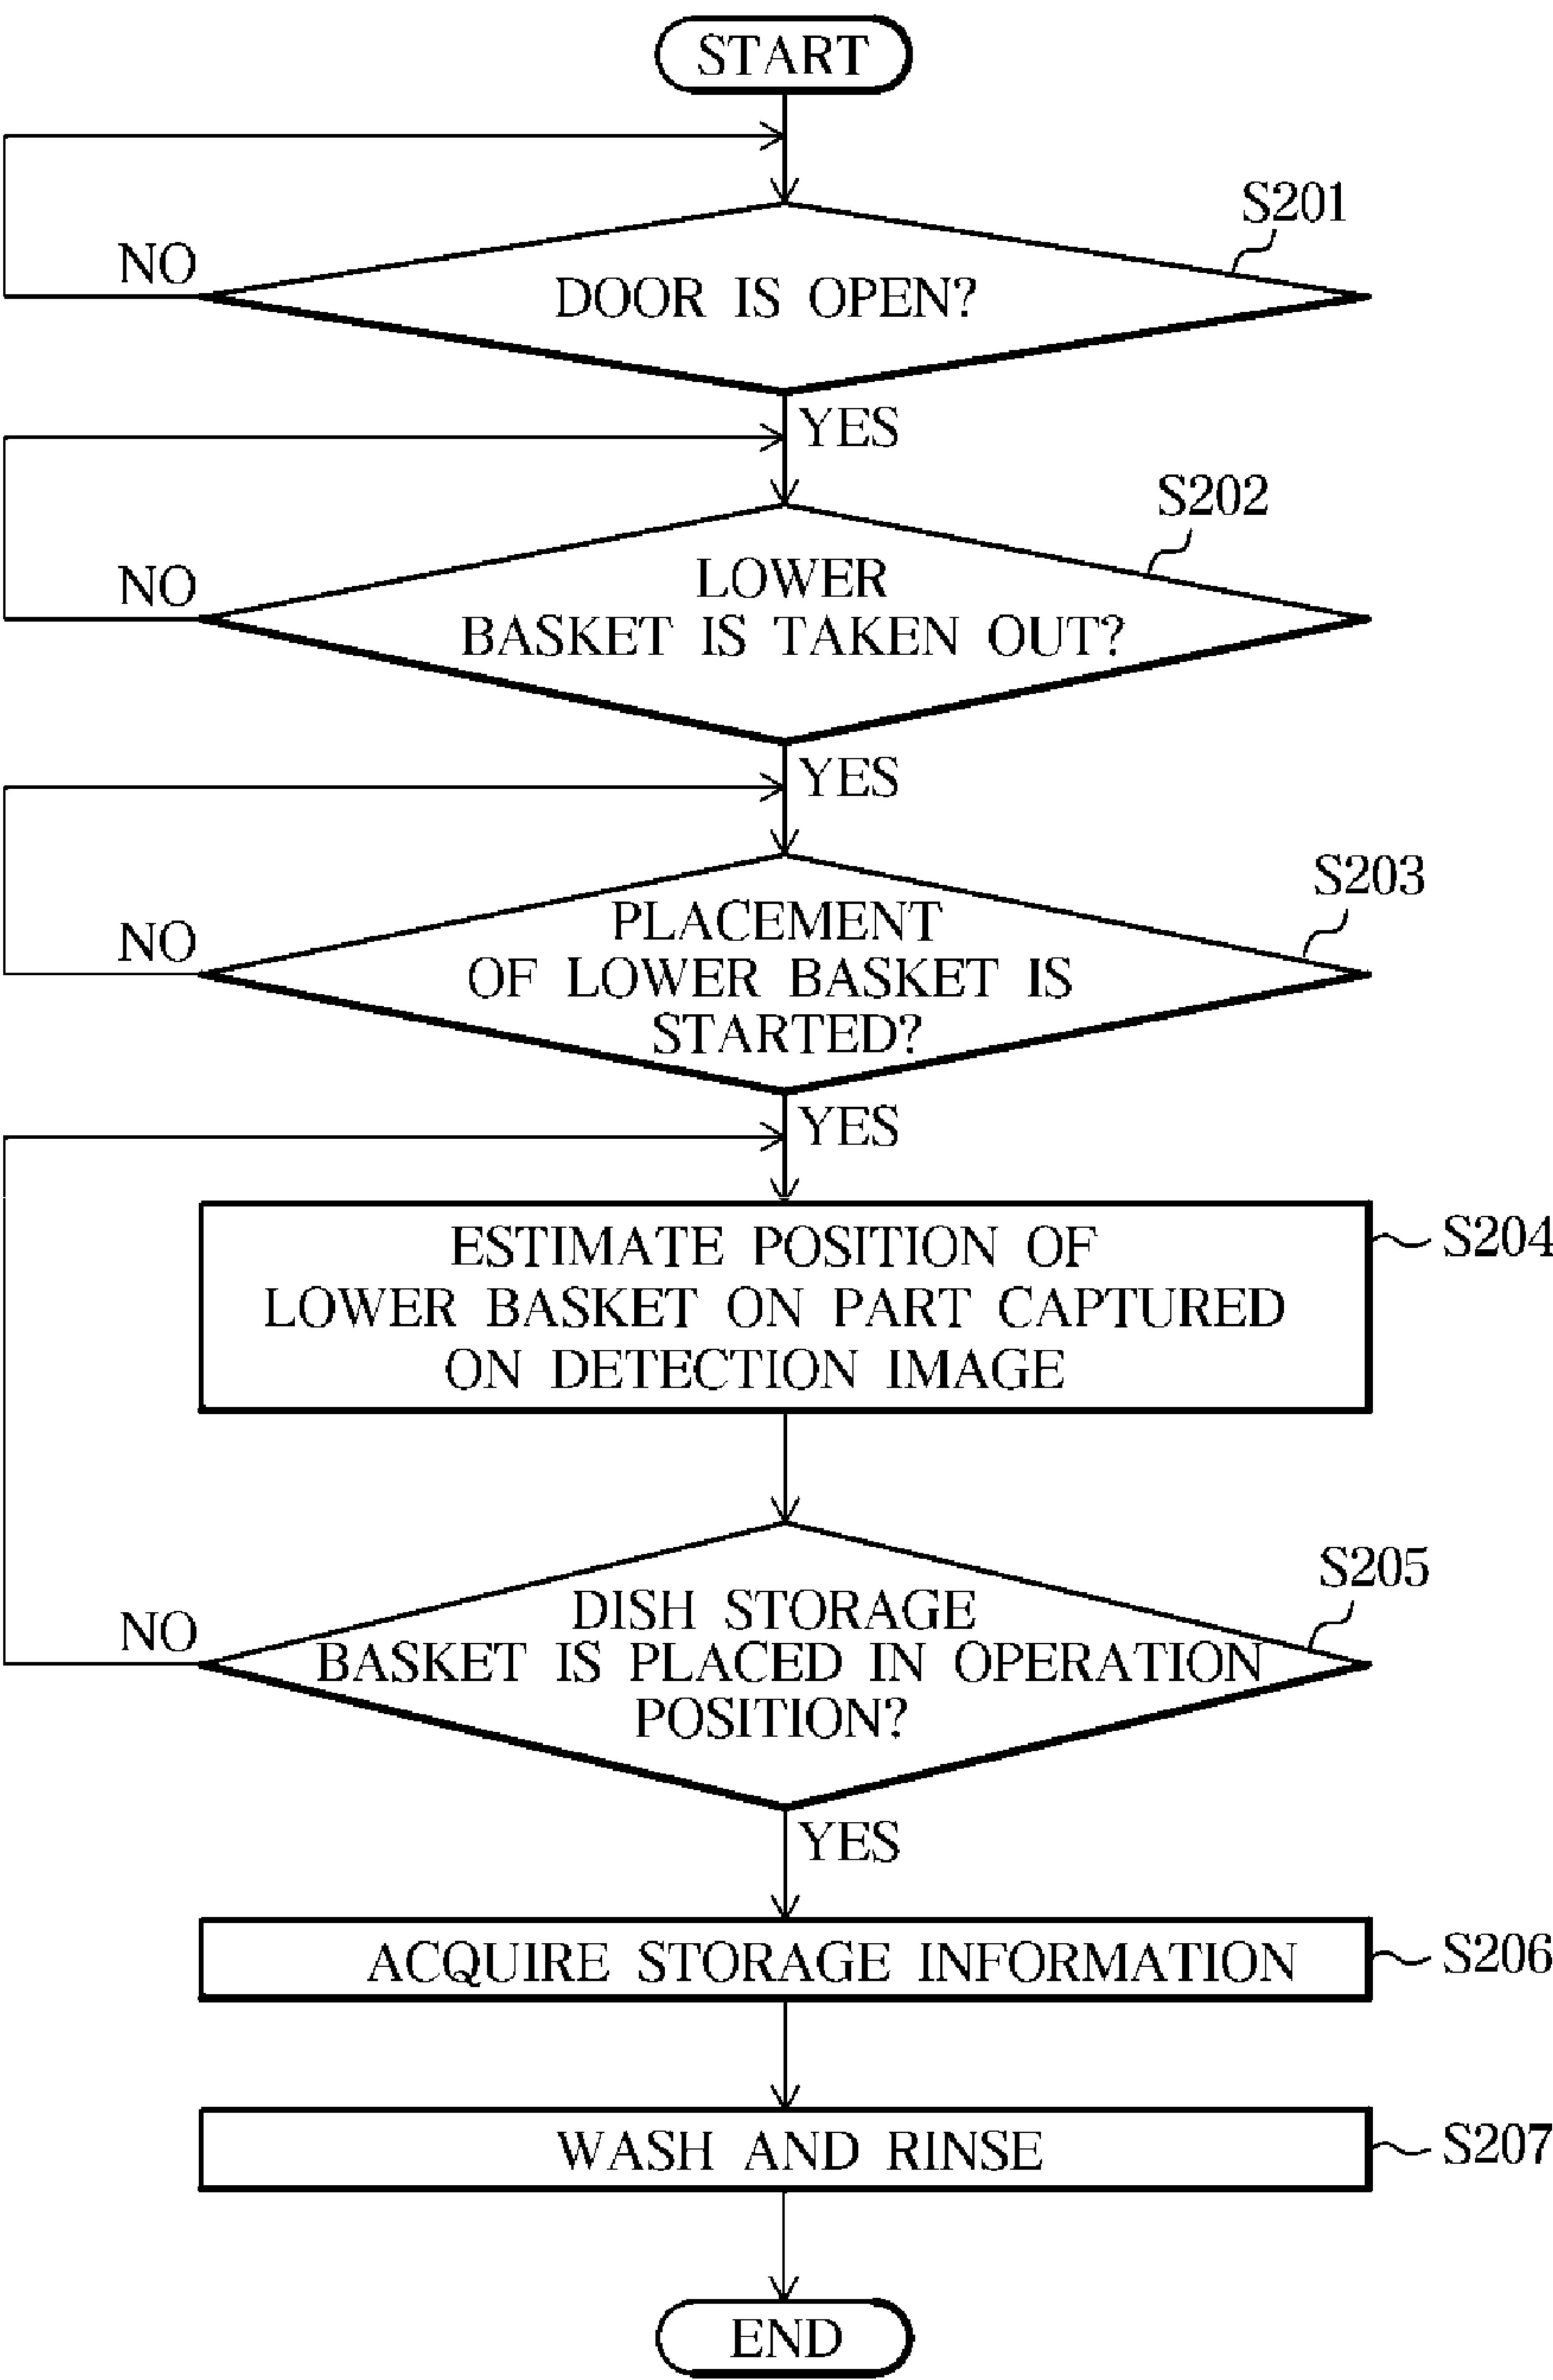 START
S201
NO
DOOR IS OPEN?
YES
S202
NO
LOWER
BASKET IS TAKEN OUT?
YES
S203
NO
PLACEMENT
OF LOWER BASKET IS
STARTED?
YES
ESTIMATE POSITION OF
LOWER BASKET ON PART CAPTURED
ON DETECTION IMAGE
S204
S205
NO
DISH STORAGE
BASKET IS PLACED IN OPERATION
POSITION?
YES
ACQUIRE STORAGE INFORMATION
S206
WASH AND RINSE
S207
END